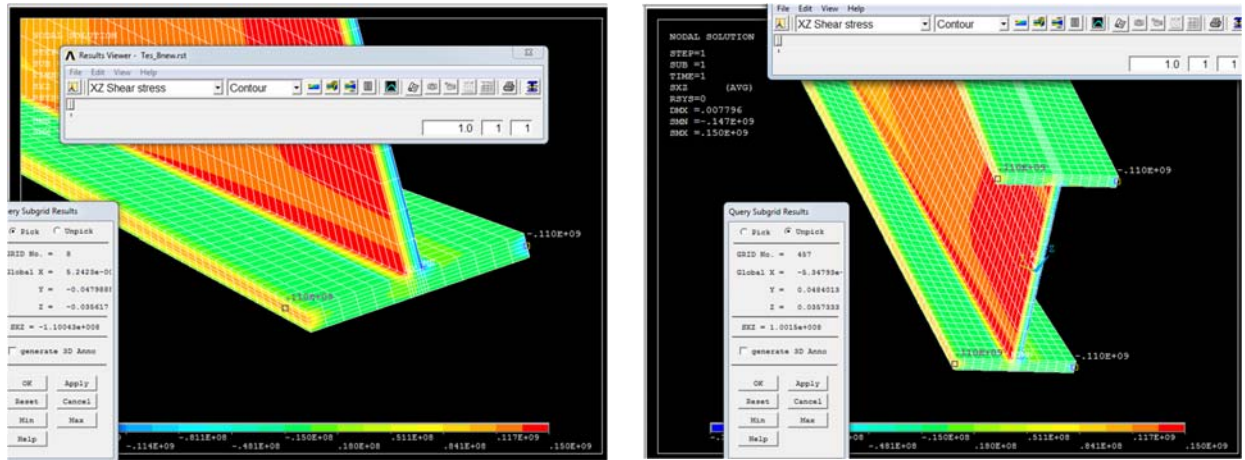 NODAL SOLUTION
Results Viewer - Tes_8new.rst
File Edit View Help
XZ Shear stress
Contour
1.0 1 1
ery Subgrid Results
Pick Unpick
GRID No. = 8
Global X =
Y =
Z = -0.035617
SXZ = -1.10043e+008
generate 3D Anno
OK Apply
Reset Cancel
Min Max
Help
-.110E+09
.110E+09
-.114E+09 -.811E+08 -.481E+08 -.150E+08 .180E+08 .511E+08 .841E+08 .117E+09 .150E+09
File Edit View Help
XZ Shear stress
Contour
1.0 1 1
NODAL SOLUTION
STEP=1
SUB =1
TIME=1
SXZ (AVG)
RSYS=0
DMX =.007796
SMN =-.147E+09
SMX =.150E+09
.110E+09
-.110E+09
Query Subgrid Results
Pick Unpick
GRID No. = 457
Global X = -5.34793e-
Y = 0.0484013
Z = 0.0357333
SXZ = 1.0015e+008
generate 3D Anno
OK Apply
Reset Cancel
Min Max
Help
.110E+09
-.110E+09
-.481E+08 -.150E+08 .180E+08 .511E+08 .841E+08 .117E+09 .150E+09